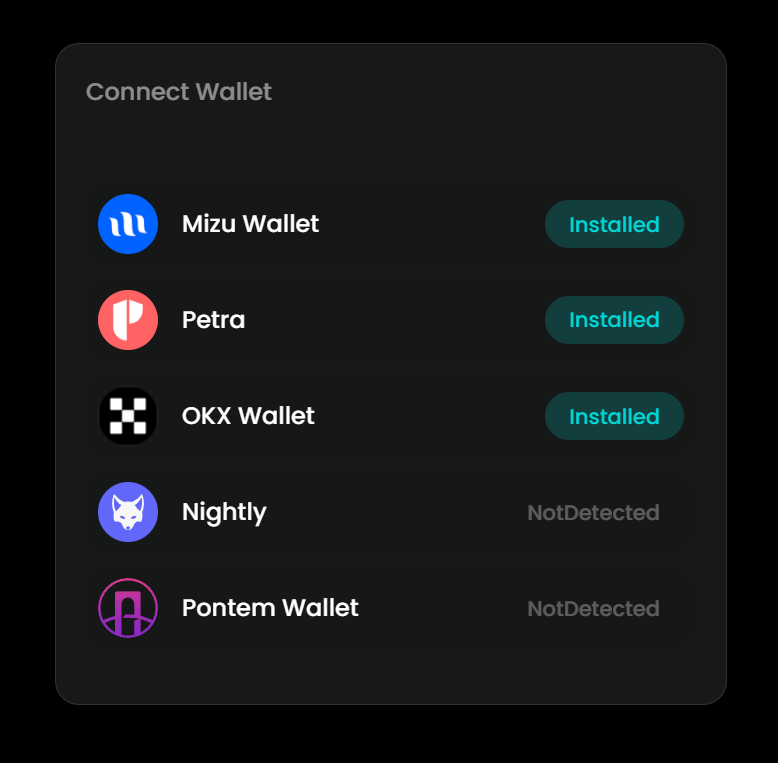 Connect Wallet
Mizu Wallet Installed
Petra Installed
OKX Wallet Installed
Nightly NotDetected
Pontem Wallet NotDetected